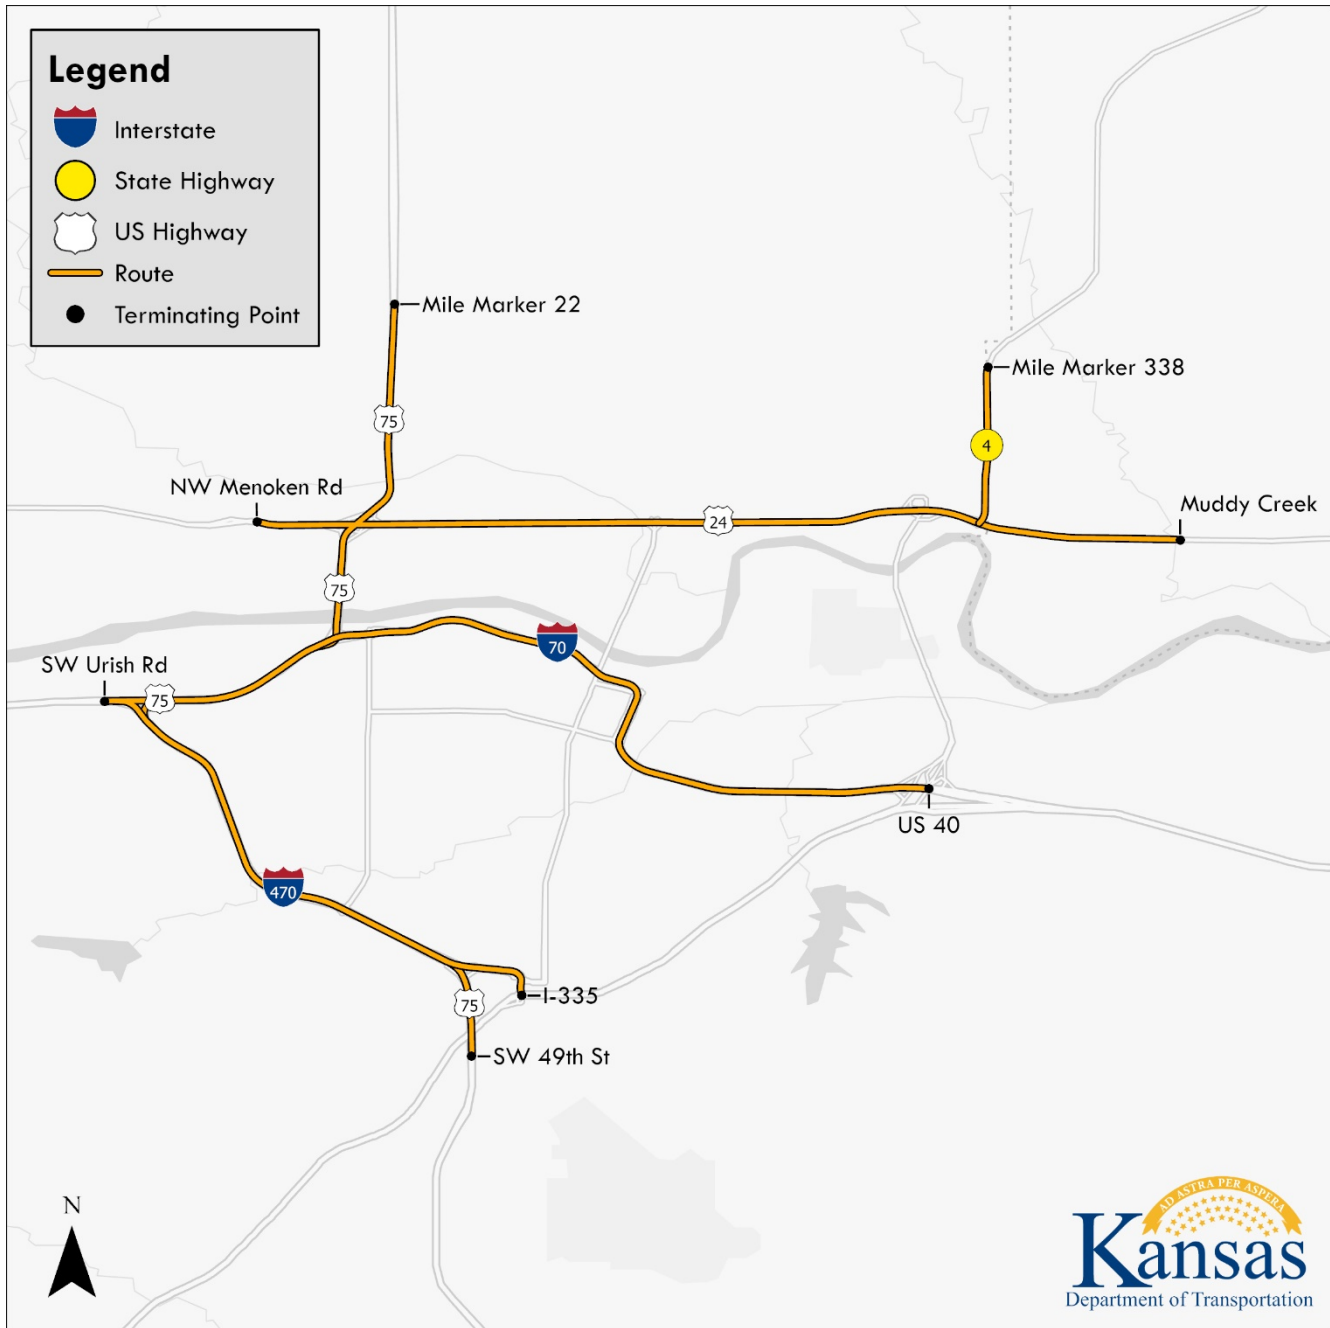 Legend
Interstate
State Highway
US Highway
Route
Terminating Point
Mile Marker 22
Mile Marker 338
75
4
NW Menoken Rd
Muddy Creek
24
75
70
SW Urish Rd
75
US 40
470
I-335
75
SW 49th St
N
AD ASTRA PER ASPERA
Kansas
Department of Transportation